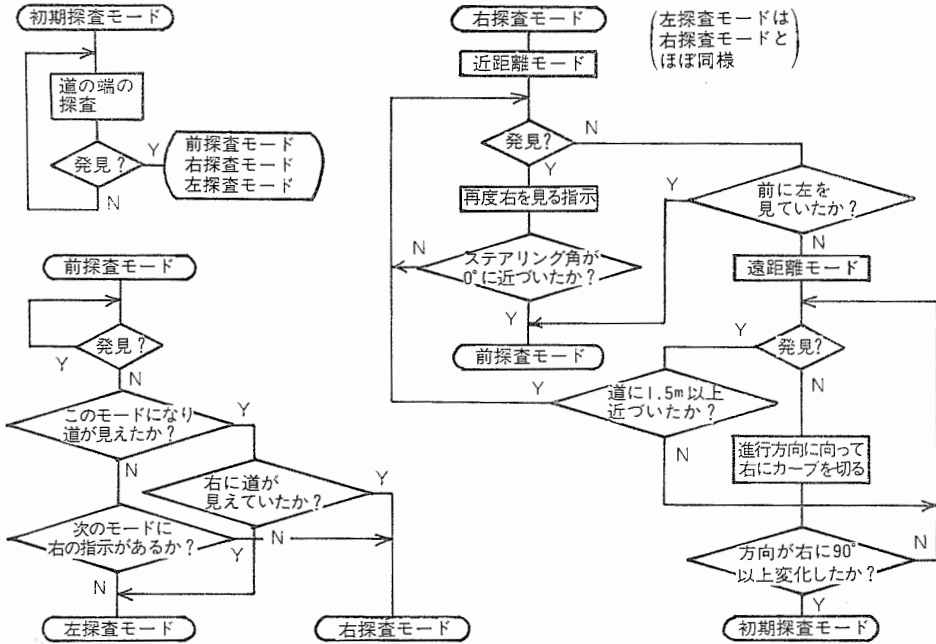 初期探査モード
道の端の
探査
発見？
Y
N
前探査モード
右探査モード
左探査モード
前探査モード
発見？
Y
N
このモードになり
道が見えたか？
Y
N
右に道が
見えていたか？
Y
N
次のモードに
右の指示があるか？
Y
N
左探査モード
右探査モード
右探査モード
左探査モードは
右探査モードと
ほぼ同様
近距離モード
発見？
N
Y
再度右を見る指示
ステアリング角が
0°に近づいたか？
N
Y
前探査モード
前に左を
見ていたか？
Y
N
遠距離モード
発見？
Y
N
道に1.5m以上
近づいたか？
Y
N
進行方向に向って
右にカーブを切る
方向が右に90°
以上変化したか？
N
Y
初期探査モード